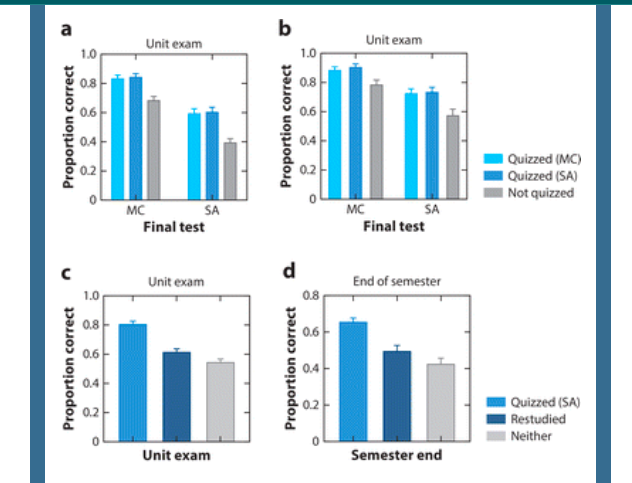 a
Unit exam
Proportion correct
1.0
0.8
0.6
0.4
0.2
0
MC
SA
Final test
b
Unit exam
Proportion correct
1.0
0.8
0.6
0.4
0.2
0
MC
SA
Final test
Quizzed (MC)
Quizzed (SA)
Not quizzed
c
Unit exam
Proportion correct
1.0
0.8
0.6
0.4
0.2
0
Unit exam
d
End of semester
Proportion correct
0.8
0.6
0.4
0.2
0
Semester end
Quizzed (SA)
Restudied
Neither